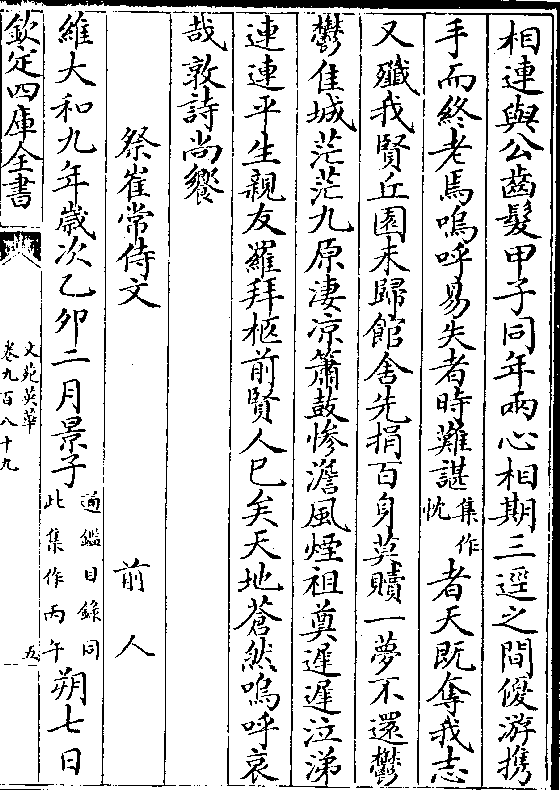 相連與公齒髮甲子同年兩心相期三逕之間優游携
手而終老焉嗚呼易失者時難諶集作忱者天既奪我志
又殲我賢丘園未歸館舍先捐百身莫贖一夢不還鬱
鬱佳城茫茫九原淒凉簫鼓慘澹風煙祖奠遲遲泣涕
連連平生親友羅拜柩前賢人已矣天地蒼然嗚呼哀
哉敦詩尚饗
祭崔常侍文 前人
維大和九年歲次乙卯二月景子通鑑目錄同此集作丙午朔七日
欽定四庫全書
文苑英華
卷九百八十九
五